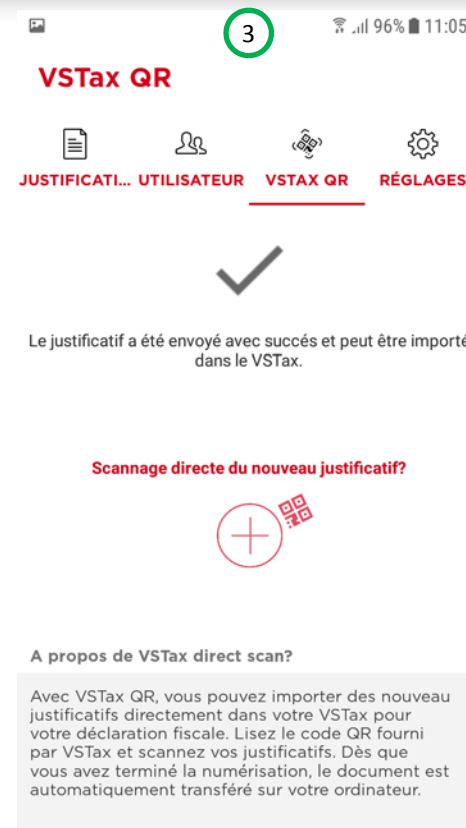 3
96% 11:05
VSTax QR
JUSTIFICATI... UTILISATEUR VSTAX QR RÉGLAGES
Le justificatif a été envoyé avec succés et peut être importé
dans le VSTax.
Scannage directe du nouveau justificatif?
A propos de VSTax direct scan?
Avec VSTax QR, vous pouvez importer des nouveau
justificatifs directement dans votre VSTax pour
votre déclaration fiscale. Lisez le code QR fourni
par VSTax et scannez vos justificatifs. Dès que
vous avez terminé la numérisation, le document est
automatiquement transféré sur votre ordinateur.